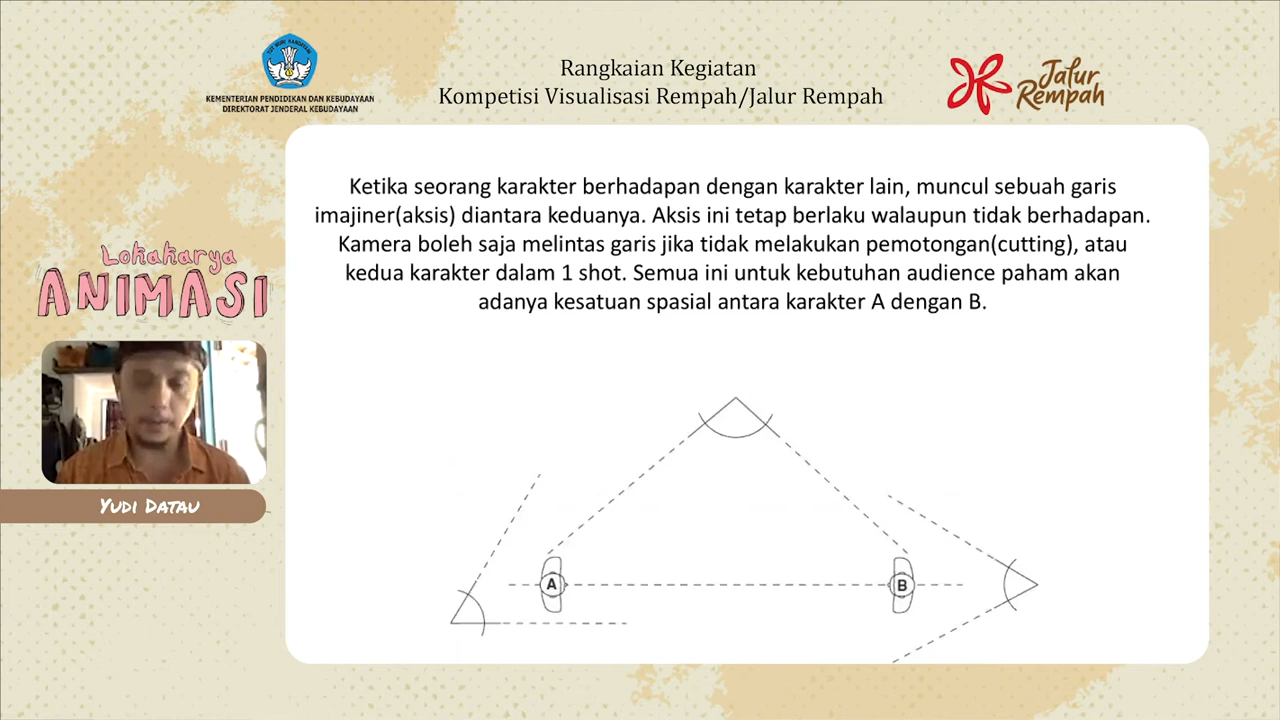 TUT WURI HANDAYANI
KEMENTERIAN PENDIDIKAN DAN KEBUDAYAAN
DIREKTORAT JENDERAL KEBUDAYAAN
Rangkaian Kegiatan
Kompetisi Visualisasi Rempah/Jalur Rempah
Jalur
Rempah
Ketika seorang karakter berhadapan dengan karakter lain, muncul sebuah garis
imajiner(aksis) diantara keduanya. Aksis ini tetap berlaku walaupun tidak berhadapan.
Kamera boleh saja melintas garis jika tidak melakukan pemotongan(cutting), atau
kedua karakter dalam 1 shot. Semua ini untuk kebutuhan audience paham akan
adanya kesatuan spasial antara karakter A dengan B.
Lokakarya
ANIMASI
YUDI DATAU
A
B